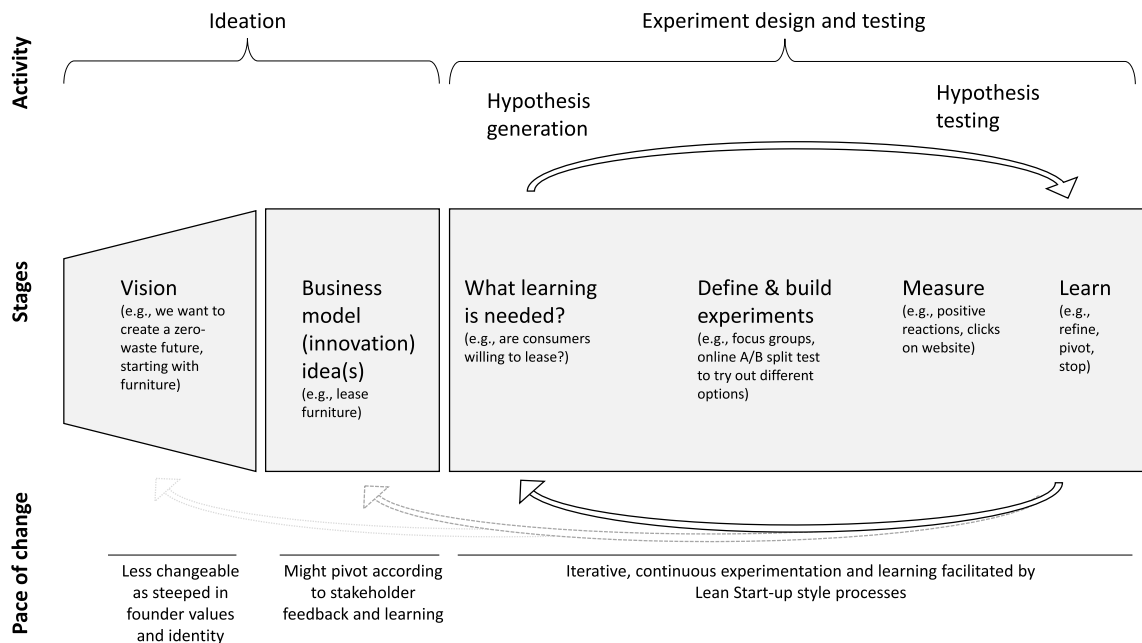 Activity
Ideation
Experiment design and testing
Hypothesis
generation
Hypothesis
testing
Stages
Vision
(e.g., we want to
create a zero-
waste future,
starting with
furniture)
Business
model
(innovation)
idea(s)
(e.g., lease
furniture)
What learning
is needed?
(e.g., are consumers
willing to lease?)
Define & build
experiments
(e.g., focus groups,
online A/B split test
to try out different
options)
Measure
(e.g., positive
reactions, clicks
on website)
Learn
(e.g.,
refine,
pivot,
stop)
Pace of change
Less changeable
as steeped in
founder values
and identity
Might pivot according
to stakeholder
feedback and learning
Iterative, continuous experimentation and learning facilitated by
Lean Start-up style processes